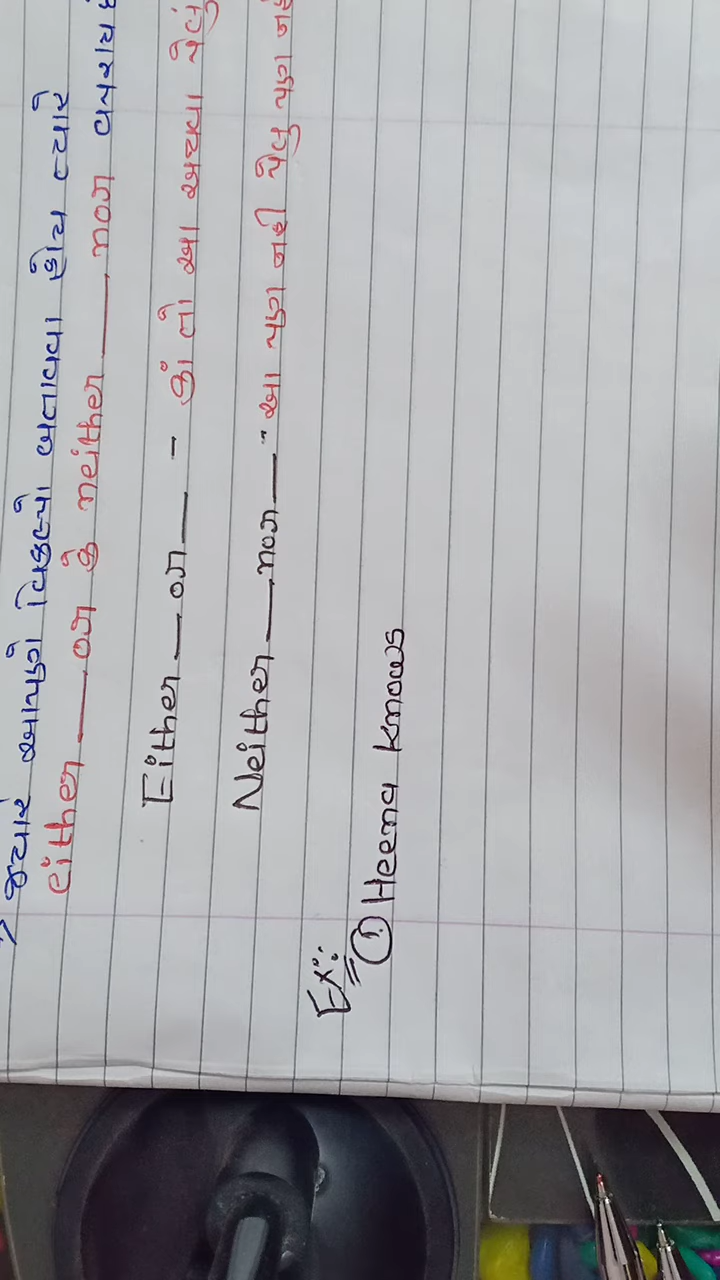 ⇒ જ્યારે આપણે વિકલ્પો બતાવવા હોય ત્યારે
either ___ or કે neither ___ nor વપરાય છે
Either ___ or ___ - કાં તો આ અથવા પેલું
Neither ___ nor ___ - આ પણ નહી પેલુ પણ
Ex:
① Heena knows